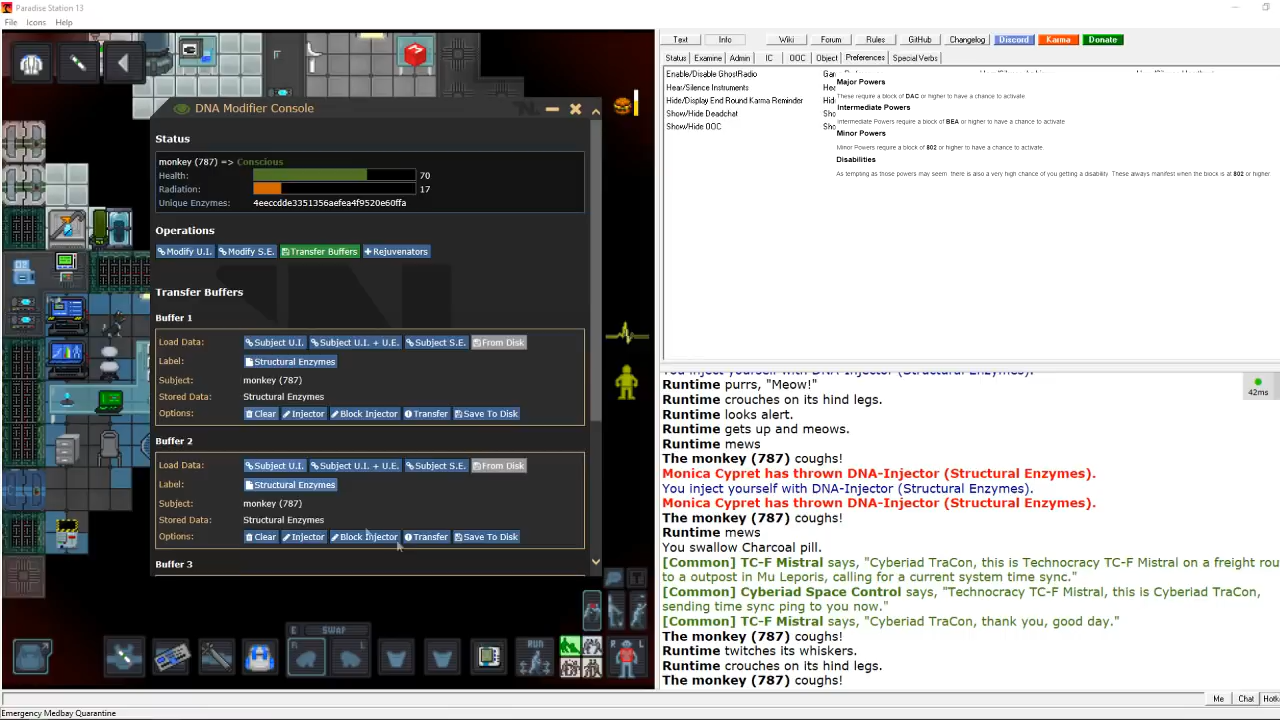 Paradise Station 13
File Icons Help
Text Info Wiki Forum Rules GitHub Changelog Discord Karma Donate
Status Examine Admin IC OOC Object Preferences Special Verbs
Enable/Disable GhostRadio
Hear/Silence Instruments
Hide/Display End Round Karma Reminder
Show/Hide Deadchat
Show/Hide OOC
Major Powers
These require a block of DAC or higher to have a chance to activate
Intermediate Powers
Intermediate Powers require a block of BEA or higher to have a chance to activate
Minor Powers
Minor Powers require a block of 802 or higher to have a chance to activate.
Disabilities
As tempting as those powers may seem, there is also a very high chance of you getting a disability. These always manifest when the block is at 802 or higher
DNA Modifier Console
Status
monkey (787) => Conscious
Health: 70
Radiation: 17
Unique Enzymes: 4eeccdde3351356aefea4f9520e60ffa
Operations
Modify U.I. Modify S.E. Transfer Buffers Rejuvenators
Transfer Buffers
Buffer 1
Load Data: Subject U.I. Subject U.I. + U.E. Subject S.E. From Disk
Label: Structural Enzymes
Subject: monkey (787)
Stored Data: Structural Enzymes
Options: Clear Injector Block Injector Transfer Save To Disk
Buffer 2
Load Data: Subject U.I. Subject U.I. + U.E. Subject S.E. From Disk
Label: Structural Enzymes
Subject: monkey (787)
Stored Data: Structural Enzymes
Options: Clear Injector Block Injector Transfer Save To Disk
Buffer 3
SWAP
RUN
You inject yourself with DNA-Injector (Structural Enzymes).
Runtime purrs, "Meow!"
Runtime crouches on its hind legs.
Runtime looks alert.
Runtime gets up and meows.
Runtime mews
The monkey (787) coughs!
Monica Cypret has thrown DNA-Injector (Structural Enzymes).
You inject yourself with DNA-Injector (Structural Enzymes).
Monica Cypret has thrown DNA-Injector (Structural Enzymes).
The monkey (787) coughs!
Runtime mews
You swallow Charcoal pill.
[Common] TC-F Mistral says, "Cyberiad TraCon, this is Technocracy TC-F Mistral on a freight rou
to a outpost in Mu Leporis, calling for a current system time sync."
[Common] Cyberiad Space Control says, "Technocracy TC-F Mistral, this is Cyberiad TraCon,
sending time sync ping to you now."
[Common] TC-F Mistral says, "Cyberiad TraCon, thank you, good day."
The monkey (787) coughs!
Runtime twitches its whiskers.
Runtime crouches on its hind legs.
The monkey (787) coughs!
42ms
Me Chat Hotk
Emergency Medbay Quarantine